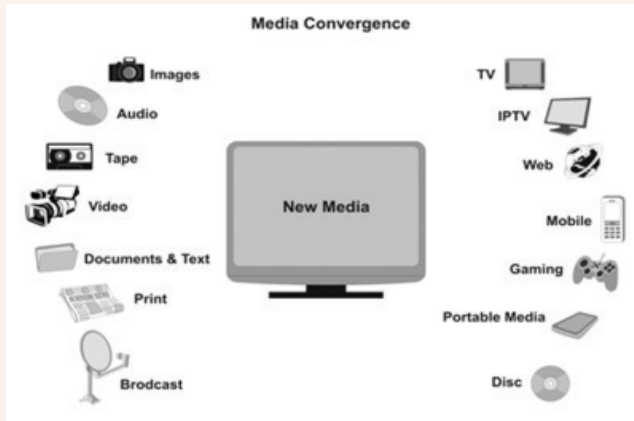 Media Convergence
Images
Audio
Tape
Video
Documents & Text
Print
Brodcast
New Media
TV
IPTV
Web
Mobile
Gaming
Portable Media
Disc